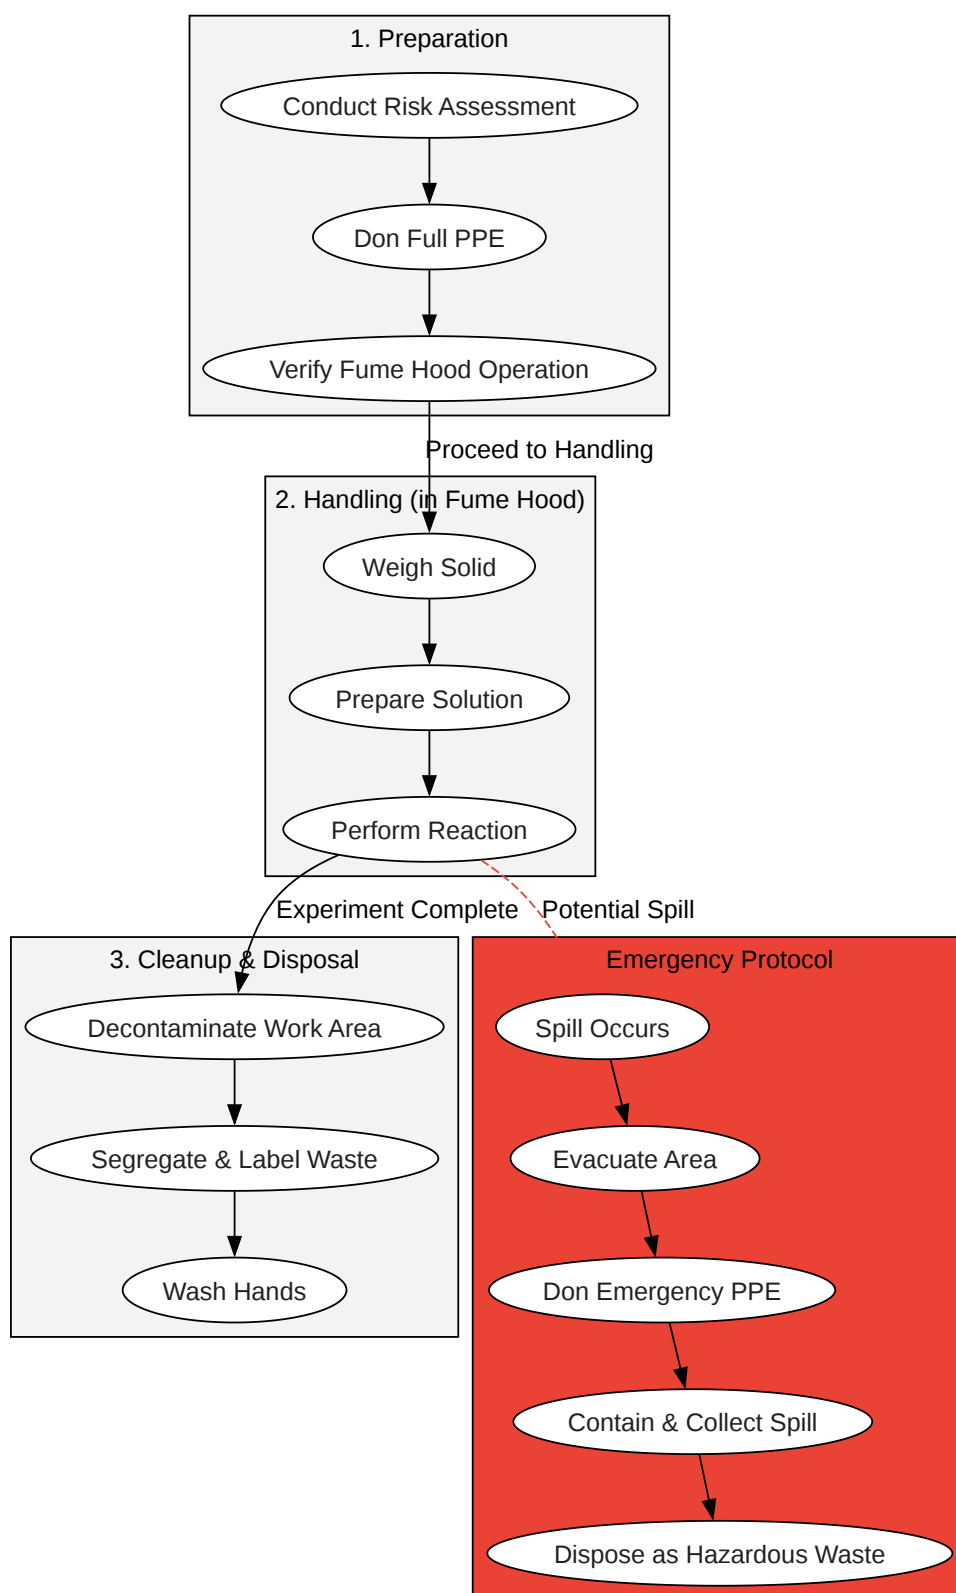 1. Preparation
Conduct Risk Assessment
Don Full PPE
Verify Fume Hood Operation
Proceed to Handling
2. Handling (in Fume Hood)
Weigh Solid
Prepare Solution
Perform Reaction
Experiment Complete
Potential Spill
3. Cleanup & Disposal
Decontaminate Work Area
Segregate & Label Waste
Wash Hands
Emergency Protocol
Spill Occurs
Evacuate Area
Don Emergency PPE
Contain & Collect Spill
Dispose as Hazardous Waste